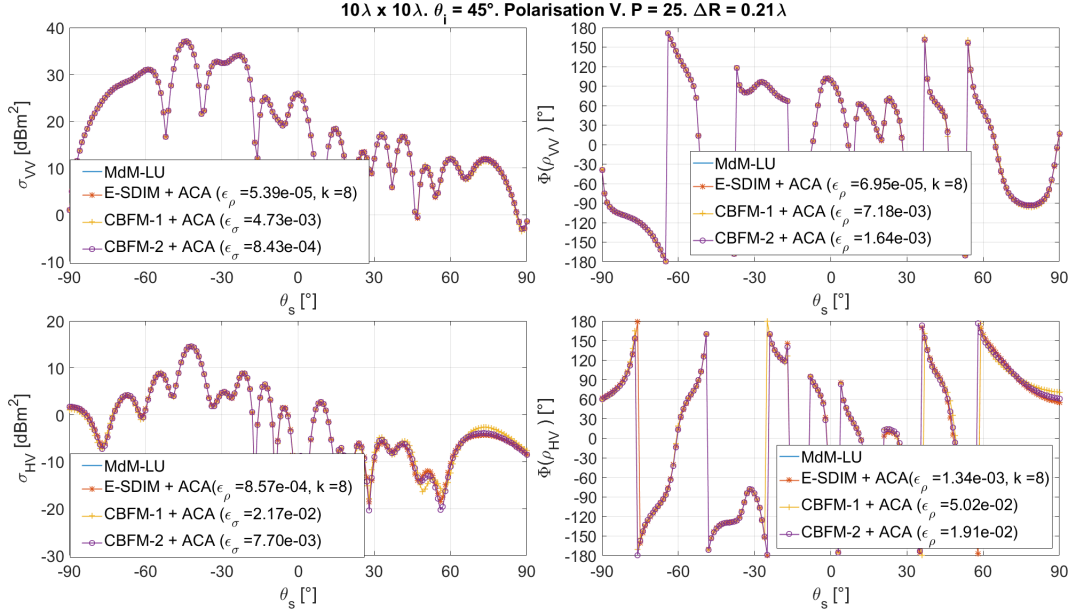 10λ x 10λ. θi = 45°. Polarisation V. P = 25. ΔR = 0.21λ
40
30
20
10
0
-10
σVV [dBm²]
-90 -60 -30 0 30 60 90
θs [°]
MdM-LU
E-SDIM + ACA (ϵρ =5.39e-05, k =8)
CBFM-1 + ACA (ϵσ =4.73e-03)
CBFM-2 + ACA (ϵσ =8.43e-04)
180
150
120
90
60
30
0
-30
-60
-90
-120
-150
-180
Φ(ρVV) [°]
-90 -60 -30 0 30 60 90
θs [°]
MdM-LU
E-SDIM + ACA (ϵρ =6.95e-05, k =8)
CBFM-1 + ACA (ϵρ =7.18e-03)
CBFM-2 + ACA (ϵρ =1.64e-03)
20
10
0
-10
-20
-30
σHV [dBm²]
-90 -60 -30 0 30 60 90
θs [°]
MdM-LU
E-SDIM + ACA(ϵρ =8.57e-04, k =8)
CBFM-1 + ACA (ϵσ =2.17e-02)
CBFM-2 + ACA (ϵσ =7.70e-03)
180
150
120
90
60
30
0
-30
-60
-90
-120
-150
-180
Φ(ρHV) [°]
-90 -60 -30 0 30 60 90
θs [°]
MdM-LU
E-SDIM + ACA(ϵρ =1.34e-03, k =8)
CBFM-1 + ACA (ϵρ =5.02e-02)
CBFM-2 + ACA (ϵρ =1.91e-02)